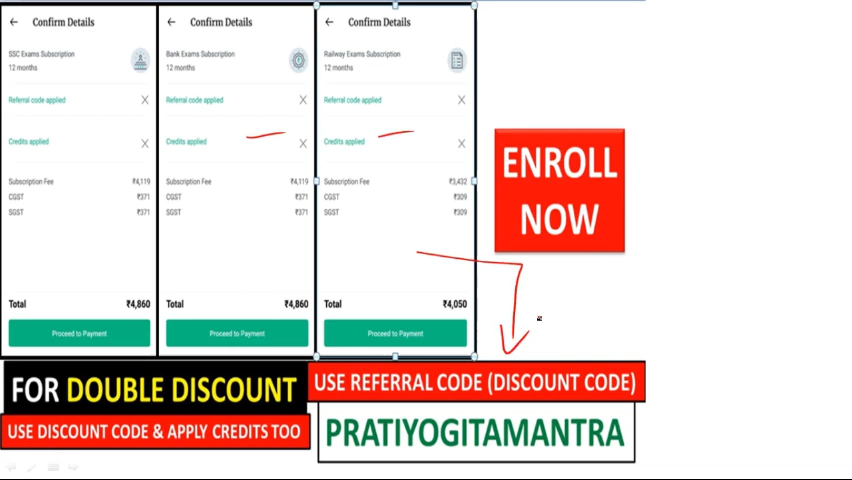 Confirm Details
SSC Exams Subscription
12 months
Referral code applied
Credits applied
Subscription Fee ₹4,119
CGST ₹371
SGST ₹371
Total ₹4,860
Proceed to Payment
Confirm Details
Bank Exams Subscription
12 months
Referral code applied
Credits applied
Subscription Fee ₹4,119
CGST ₹371
SGST ₹371
Total ₹4,860
Proceed to Payment
Confirm Details
Railway Exams Subscription
12 months
Referral code applied
Credits applied
Subscription Fee ₹3,432
CGST ₹309
SGST ₹309
Total ₹4,050
Proceed to Payment
ENROLL
NOW
FOR DOUBLE DISCOUNT
USE DISCOUNT CODE & APPLY CREDITS TOO
USE REFERRAL CODE (DISCOUNT CODE)
PRATIYOGITAMANTRA